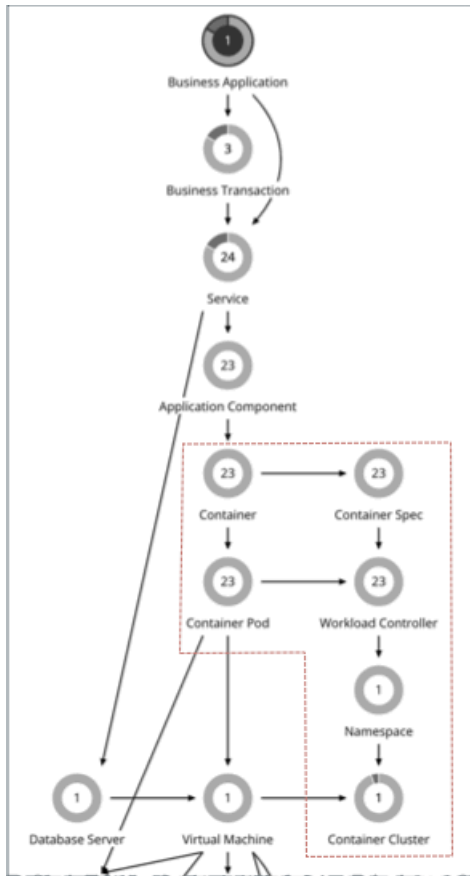 1
Business Application
3
Business Transaction
24
Service
23
Application Component
23 23
Container Container Spec
23 23
Container Pod Workload Controller
1
Namespace
1 1 1
Database Server Virtual Machine Container Cluster